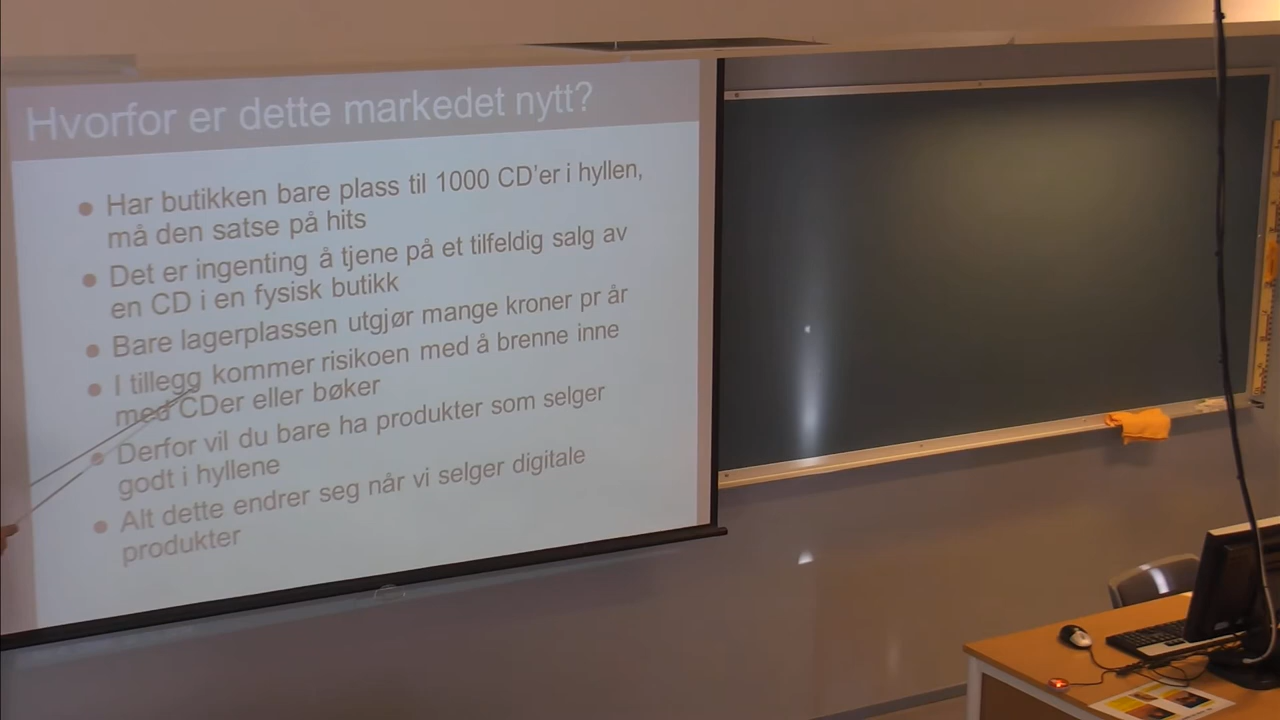 Hvorfor er dette markedet nytt?
Har butikken bare plass til 1000 CD'er i hyllen,
må den satse på hits
Det er ingenting å tjene på et tilfeldig salg av
en CD i en fysisk butikk
Bare lagerplassen utgjør mange kroner pr år
I tillegg kommer risikoen med å brenne inne
med CDer eller bøker
Derfor vil du bare ha produkter som selger
godt i hyllene
Alt dette endrer seg når vi selger digitale
produkter